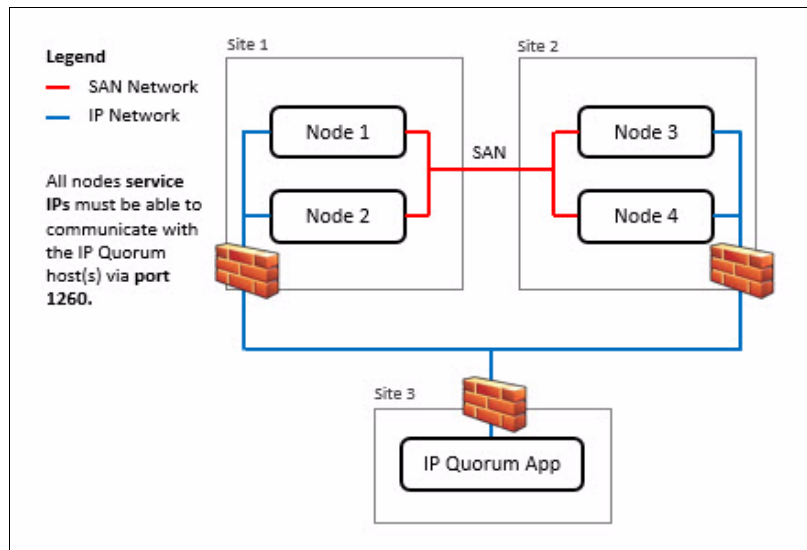 Legend
SAN Network
IP Network
All nodes service
IPs must be able to
communicate with
the IP Quorum
host(s) via port
1260.
Site 1
Node 1
Node 2
SAN
Site 2
Node 3
Node 4
Site 3
IP Quorum App